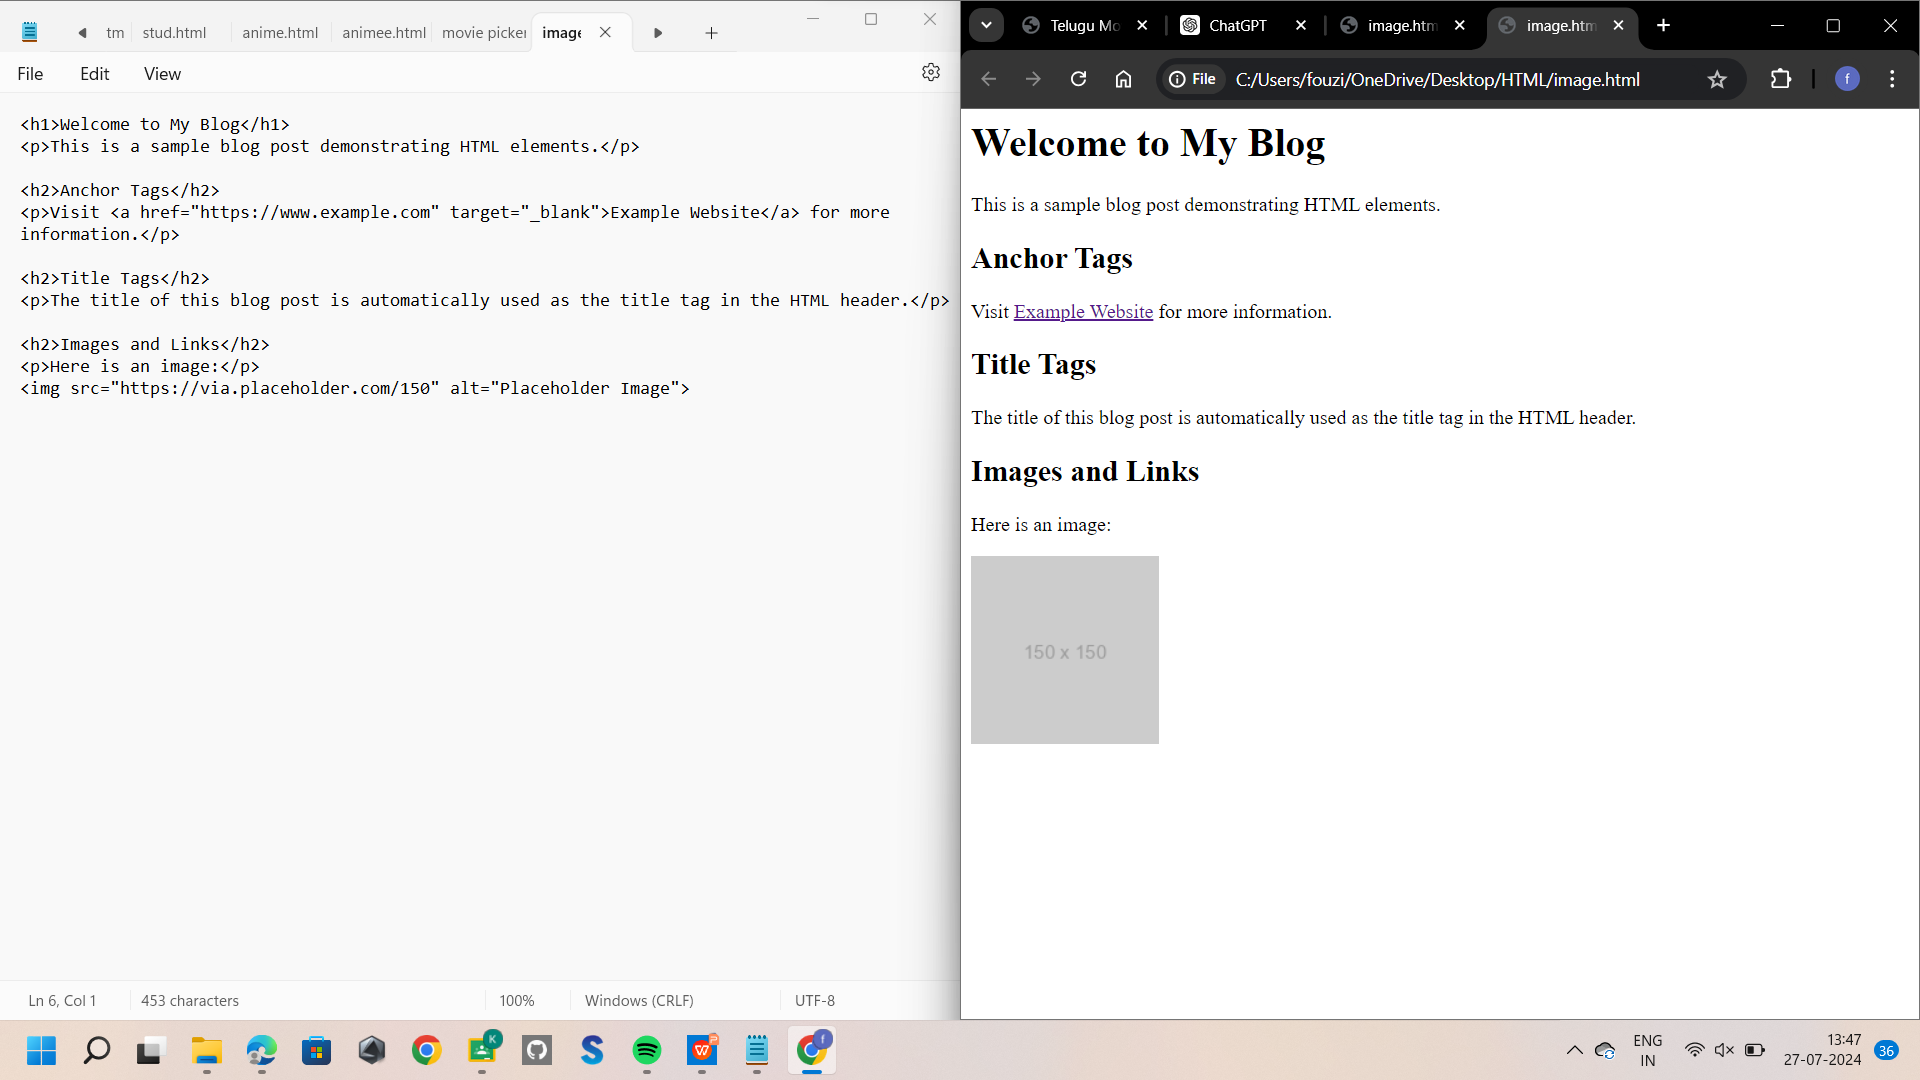 tm stud.html anime.html animee.html movie picker image
File Edit View
<h1>Welcome to My Blog</h1>
<p>This is a sample blog post demonstrating HTML elements.</p>
<h2>Anchor Tags</h2>
<p>Visit <a href="https://www.example.com" target="_blank">Example Website</a> for more
information.</p>
<h2>Title Tags</h2>
<p>The title of this blog post is automatically used as the title tag in the HTML header.</p>
<h2>Images and Links</h2>
<p>Here is an image:</p>
<img src="https://via.placeholder.com/150" alt="Placeholder Image">
Ln 6, Col 1 453 characters 100% Windows (CRLF) UTF-8
Telugu Mo ChatGPT image.htm image.htm
File C:/Users/fouzi/OneDrive/Desktop/HTML/image.html f
Welcome to My Blog
This is a sample blog post demonstrating HTML elements.
Anchor Tags
Visit Example Website for more information.
Title Tags
The title of this blog post is automatically used as the title tag in the HTML header.
Images and Links
Here is an image:
150 x 150
K W P f
ENG
IN
13:47
27-07-2024
36